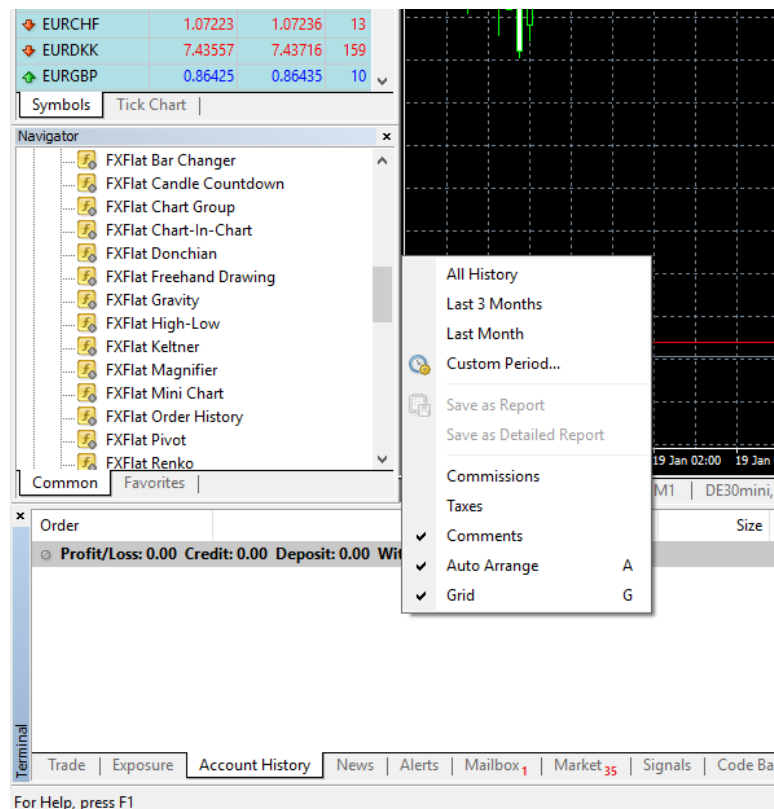 EURCHF 1.07223 1.07236 13
EURDKK 7.43557 7.43716 159
EURGBP 0.86425 0.86435 10
Symbols Tick Chart
Navigator
FXFlat Bar Changer
FXFlat Candle Countdown
FXFlat Chart Group
FXFlat Chart-In-Chart
FXFlat Donchian
FXFlat Freehand Drawing
FXFlat Gravity
FXFlat High-Low
FXFlat Keltner
FXFlat Magnifier
FXFlat Mini Chart
FXFlat Order History
FXFlat Pivot
FXFlat Renko
Common Favorites
All History
Last 3 Months
Last Month
Custom Period...
Save as Report
Save as Detailed Report
Commissions
Taxes
Comments
Auto Arrange A
Grid G
19 Jan 02:00 19 Jan
M1 DE30mini,
Order Size
Profit/Loss: 0.00 Credit: 0.00 Deposit: 0.00 Wit
Terminal
Trade Exposure Account History News Alerts Mailbox 1 Market 35 Signals Code Ba
For Help, press F1